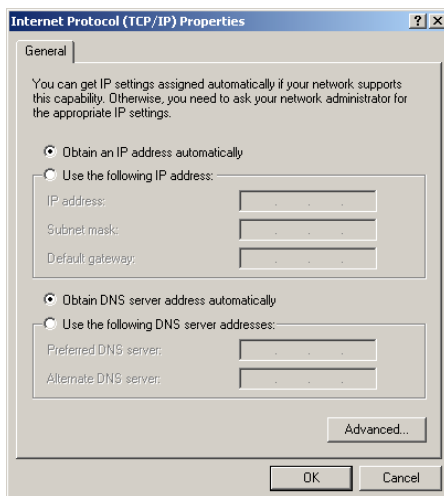 Internet Protocol (TCP/IP) Properties
General
You can get IP settings assigned automatically if your network supports
this capability. Otherwise, you need to ask your network administrator for
the appropriate IP settings.
Obtain an IP address automatically
Use the following IP address:
IP address:
Subnet mask:
Default gateway:
Obtain DNS server address automatically
Use the following DNS server addresses:
Preferred DNS server:
Alternate DNS server:
Advanced...
OK
Cancel